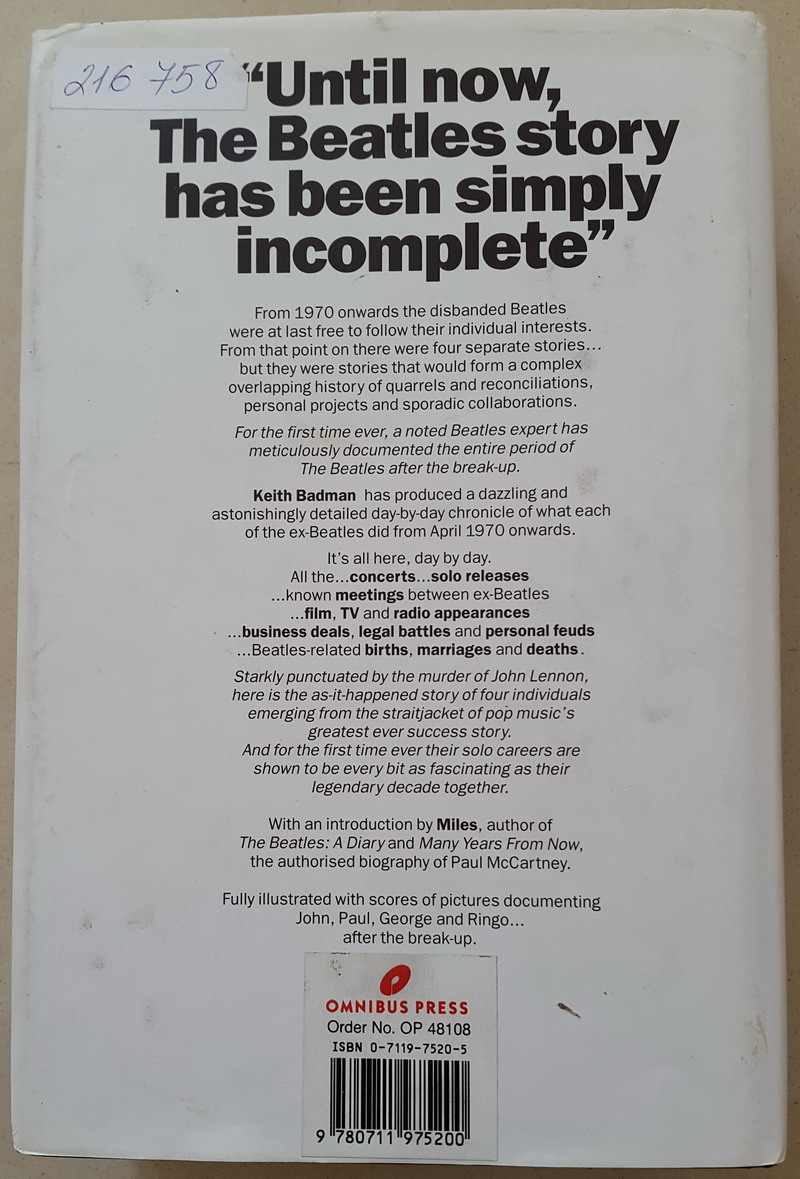 216 758
“Until now,
The Beatles story
has been simply
incomplete”
From 1970 onwards the disbanded Beatles
were at last free to follow their individual interests.
From that point on there were four separate stories...
but they were stories that would form a complex
overlapping history of quarrels and reconciliations,
personal projects and sporadic collaborations.
For the first time ever, a noted Beatles expert has
meticulously documented the entire period of
The Beatles after the break-up.
Keith Badman has produced a dazzling and
astonishingly detailed day-by-day chronicle of what each
of the ex-Beatles did from April 1970 onwards.
It’s all here, day by day.
All the...concerts...solo releases
...known meetings between ex-Beatles
...film, TV and radio appearances
...business deals, legal battles and personal feuds
...Beatles-related births, marriages and deaths.
Starkly punctuated by the murder of John Lennon,
here is the as-it-happened story of four individuals
emerging from the straitjacket of pop music’s
greatest ever success story.
And for the first time ever their solo careers are
shown to be every bit as fascinating as their
legendary decade together.
With an introduction by Miles, author of
The Beatles: A Diary and Many Years From Now,
the authorised biography of Paul McCartney.
Fully illustrated with scores of pictures documenting
John, Paul, George and Ringo...
after the break-up.
OMNIBUS PRESS
Order No. OP 48108
ISBN 0-7119-7520-5
9 780711 975200